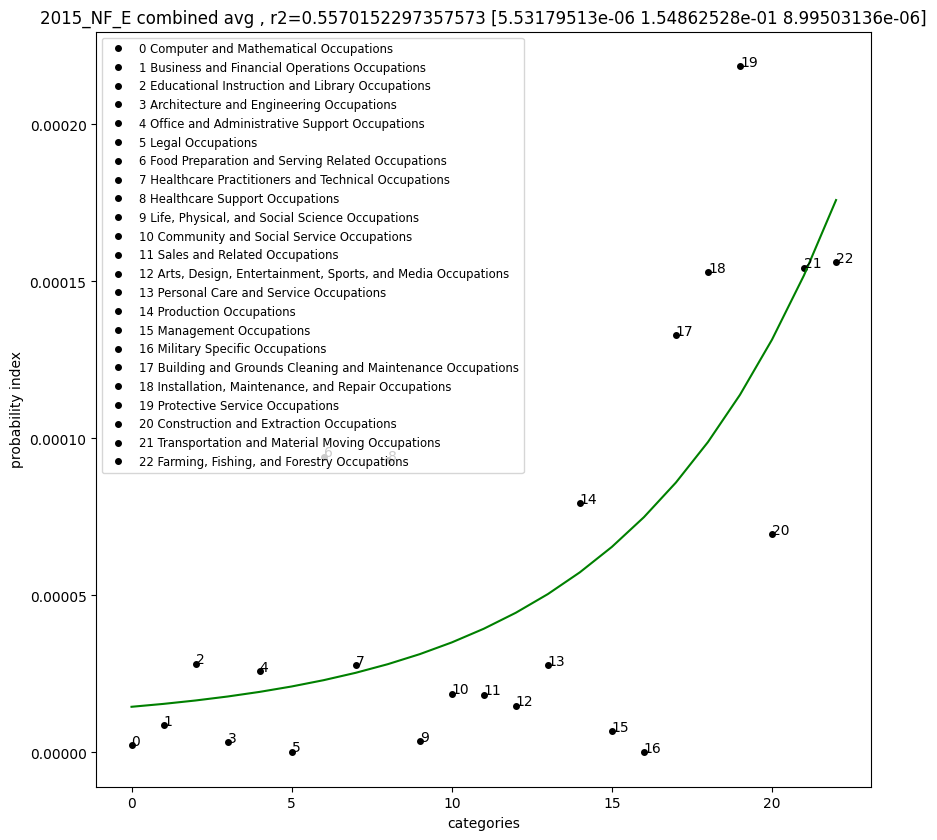 2015_NF_E combined avg , r2=0.5570152297357573 [5.53179513e-06 1.54862528e-01 8.99503136e-06]
0 Computer and Mathematical Occupations
1 Business and Financial Operations Occupations
2 Educational Instruction and Library Occupations
3 Architecture and Engineering Occupations
4 Office and Administrative Support Occupations
5 Legal Occupations
6 Food Preparation and Serving Related Occupations
7 Healthcare Practitioners and Technical Occupations
8 Healthcare Support Occupations
9 Life, Physical, and Social Science Occupations
10 Community and Social Service Occupations
11 Sales and Related Occupations
12 Arts, Design, Entertainment, Sports, and Media Occupations
13 Personal Care and Service Occupations
14 Production Occupations
15 Management Occupations
16 Military Specific Occupations
17 Building and Grounds Cleaning and Maintenance Occupations
18 Installation, Maintenance, and Repair Occupations
19 Protective Service Occupations
20 Construction and Extraction Occupations
21 Transportation and Material Moving Occupations
22 Farming, Fishing, and Forestry Occupations
probability index
0.00020
0.00015
0.00010
0.00005
0.00000
19
18
21
22
17
6
8
14
20
2
4
7
13
10
11
12
1
15
0
3
9
5
16
0
5
10
15
20
categories